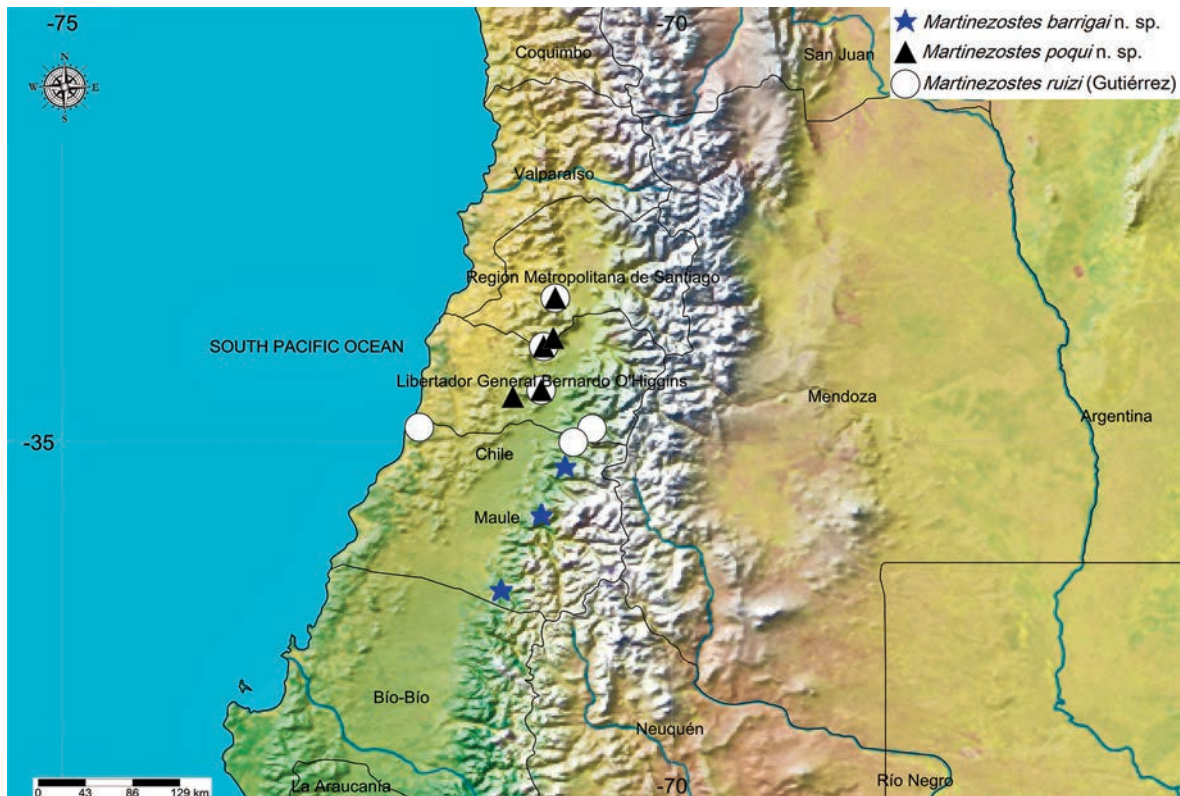 -75
-70
Martinezostes barrigai n. sp.
Martinezostes poqui n. sp.
Martinezostes ruizi (Gutiérrez)
Coquimbo
San Juan
N
W
E
S
Valparaíso
Región Metropolitana de Santiago
SOUTH PACIFIC OCEAN
Libertador General Bernardo O'Higgins
Mendoza
Argentina
-35
Chile
Maule
Bío-Bío
Neuquén
La Araucanía
-70
Río Negro
0 43 86 129 km